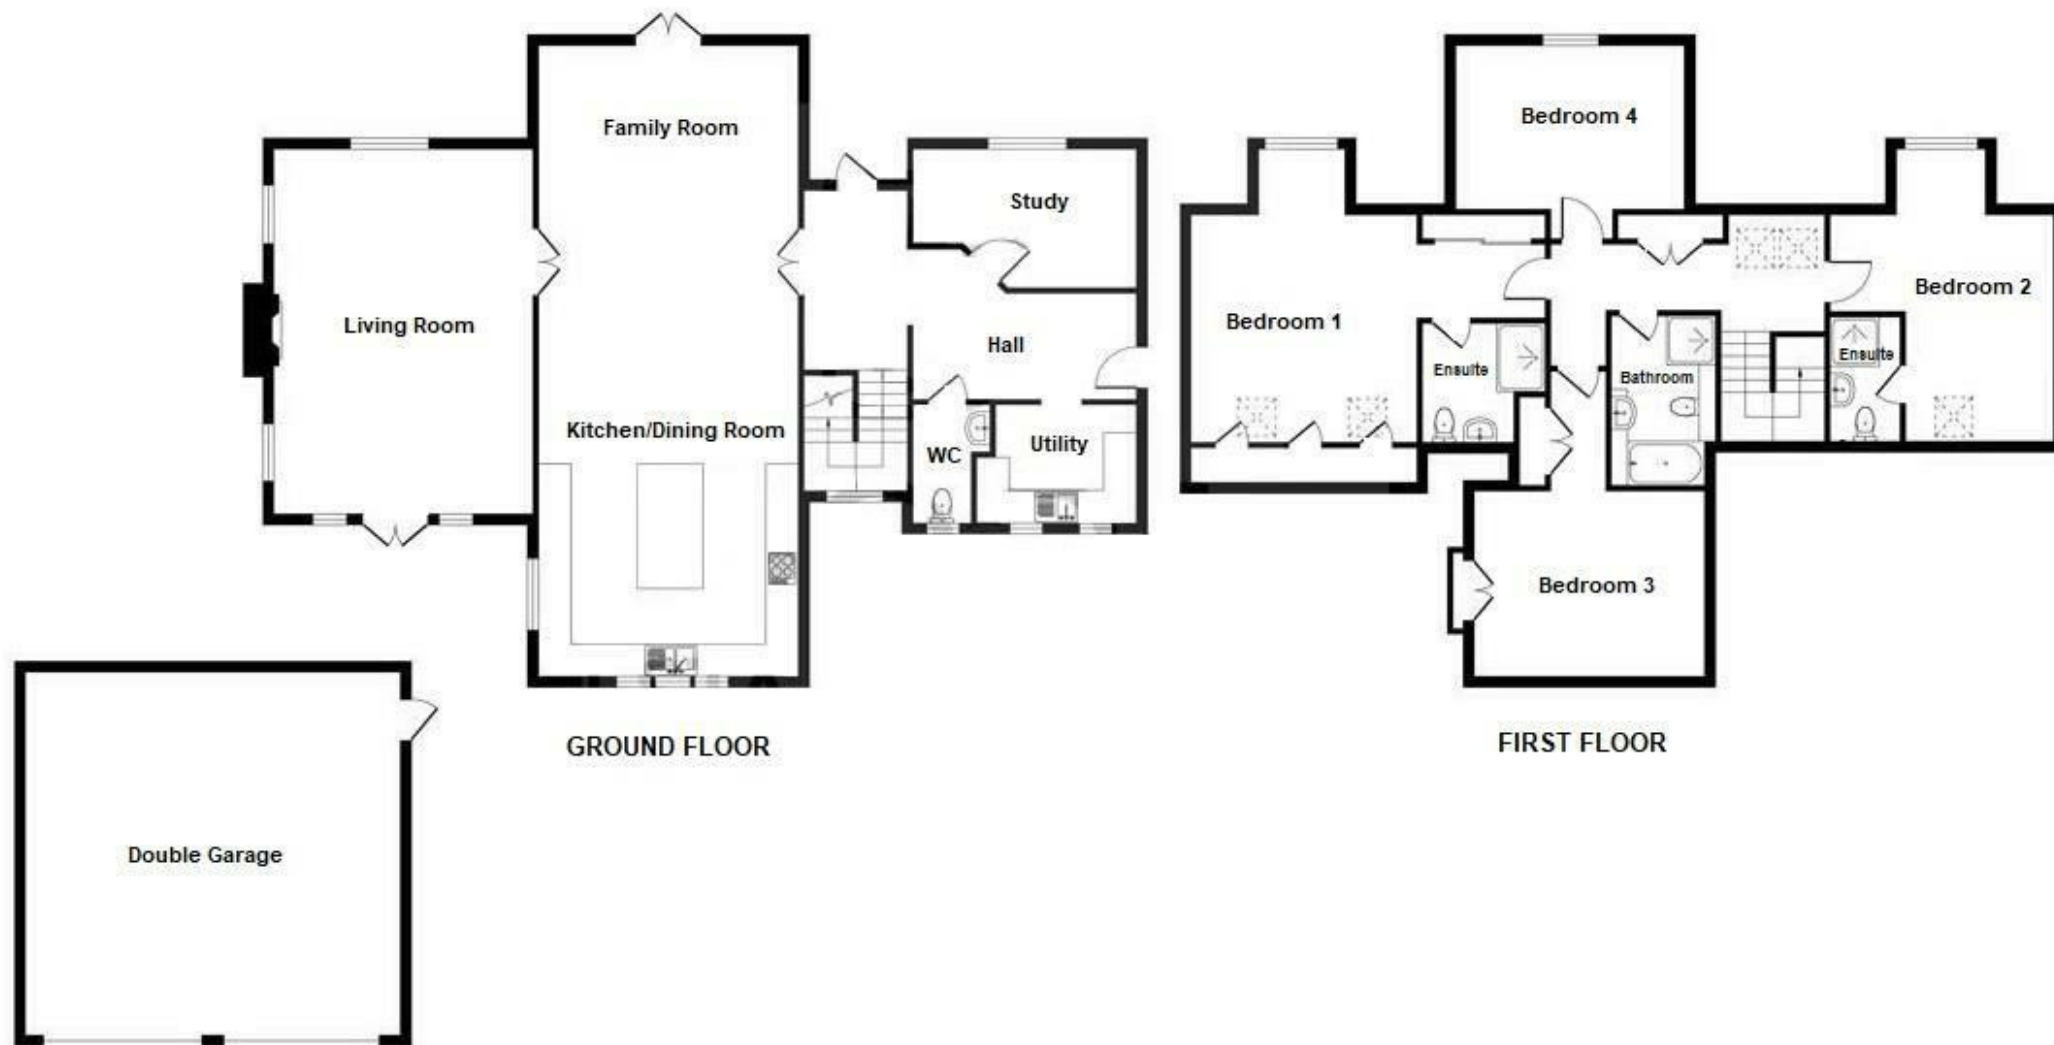 Family Room
Study
Living Room
Hall
Kitchen/Dining Room
WC
Utility
GROUND FLOOR
Double Garage
Bedroom 4
Bedroom 2
Bedroom 1
Ensuite
Ensuite
Bathroom
Bedroom 3
FIRST FLOOR